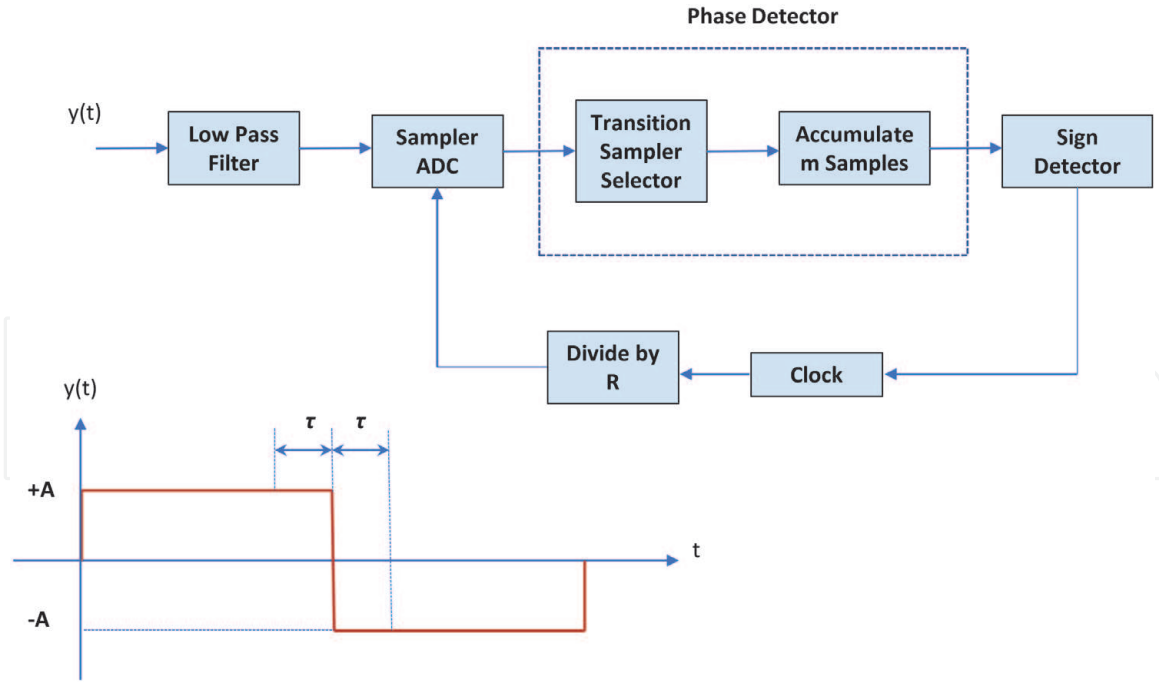 Phase Detector
y(t)
Low Pass
Filter
Sampler
ADC
Transition
Sampler
Selector
Accumulate
m Samples
Sign
Detector
Divide by
R
Clock
y(t)
τ τ
+A
t
-A